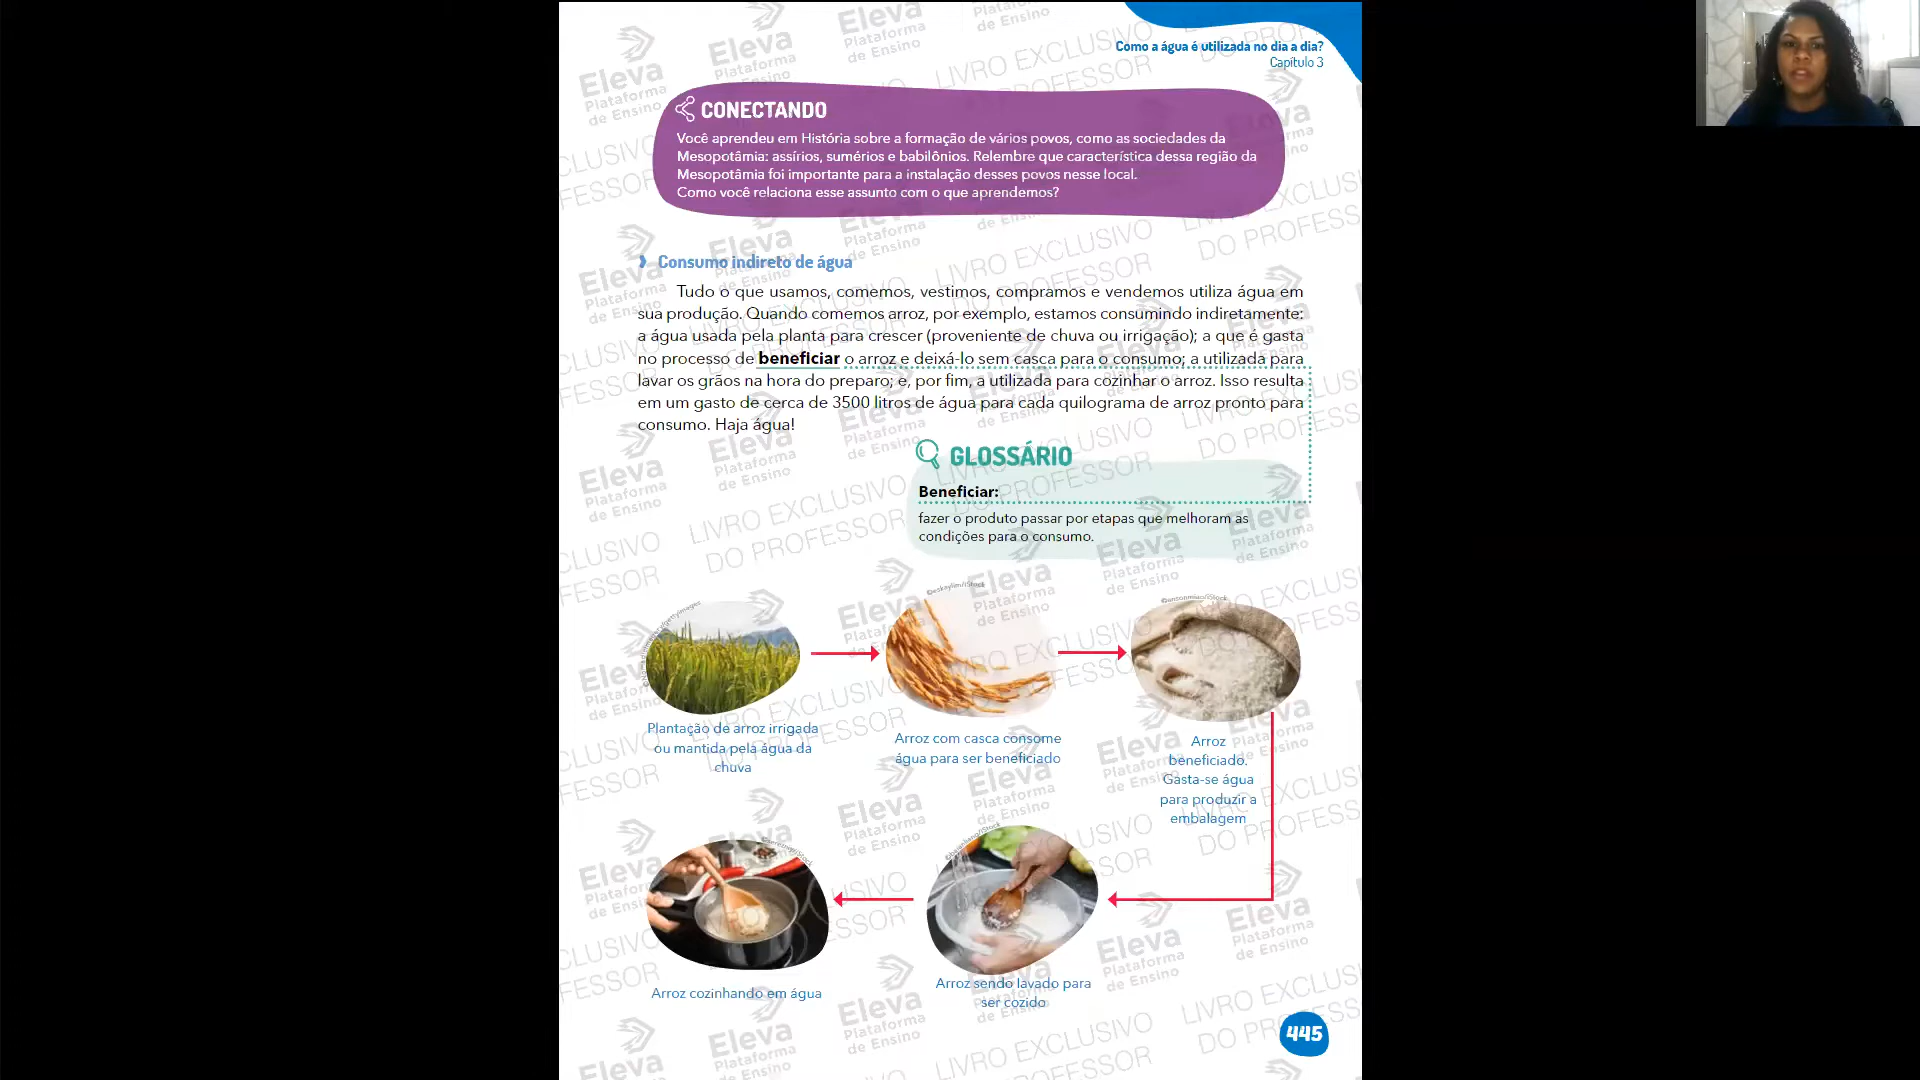 Como a água é utilizada no dia a dia?
Capítulo 3
CONECTANDO
Você aprendeu em História sobre a formação de vários povos, como as sociedades da
Mesopotâmia: assírios, sumérios e babilônios. Relembre que característica dessa região da
Mesopotâmia foi importante para a instalação desses povos nesse local.
Como você relaciona esse assunto com o que aprendemos?
Consumo indireto de água
Tudo o que usamos, comemos, vestimos, compramos e vendemos utiliza água em
sua produção. Quando comemos arroz, por exemplo, estamos consumindo indiretamente:
a água usada pela planta para crescer (proveniente de chuva ou irrigação); a que é gasta
no processo de beneficiar o arroz e deixá-lo sem casca para o consumo; a utilizada para
lavar os grãos na hora do preparo; e, por fim, a utilizada para cozinhar o arroz. Isso resulta
em um gasto de cerca de 3500 litros de água para cada quilograma de arroz pronto para
consumo. Haja água!
GLOSSÁRIO
Beneficiar:
fazer o produto passar por etapas que melhoram as
condições para o consumo.
Plantação de arroz irrigada
ou mantida pela água da
chuva
Arroz com casca consome
água para ser beneficiado
Arroz
beneficiado.
Gasta-se água
para produzir a
embalagem
Arroz cozinhando em água
Arroz sendo lavado para
ser cozido
445
Eleva
Plataforma
de Ensino
LIVRO EXCLUSIVO
DO PROFESSOR